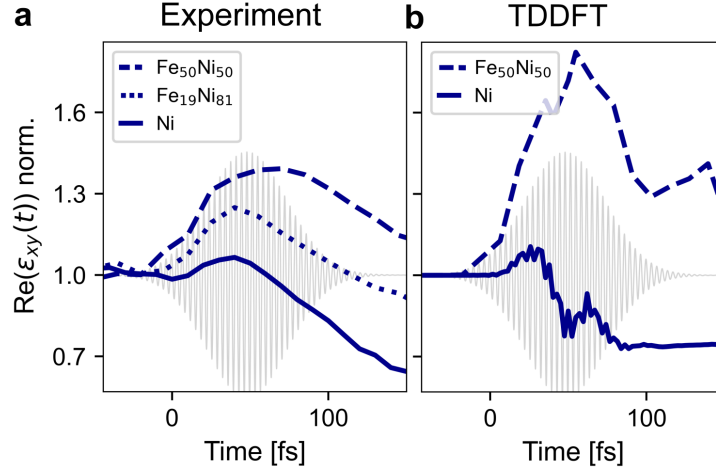 a Experiment
b TDDFT
Re(ε_xy(t)) norm.
1.6
1.3
1.0
0.7
Fe₅₀Ni₅₀
Fe₁₉Ni₈₁
Ni
0
100
Time [fs]
Fe₅₀Ni₅₀
Ni
0
100
Time [fs]